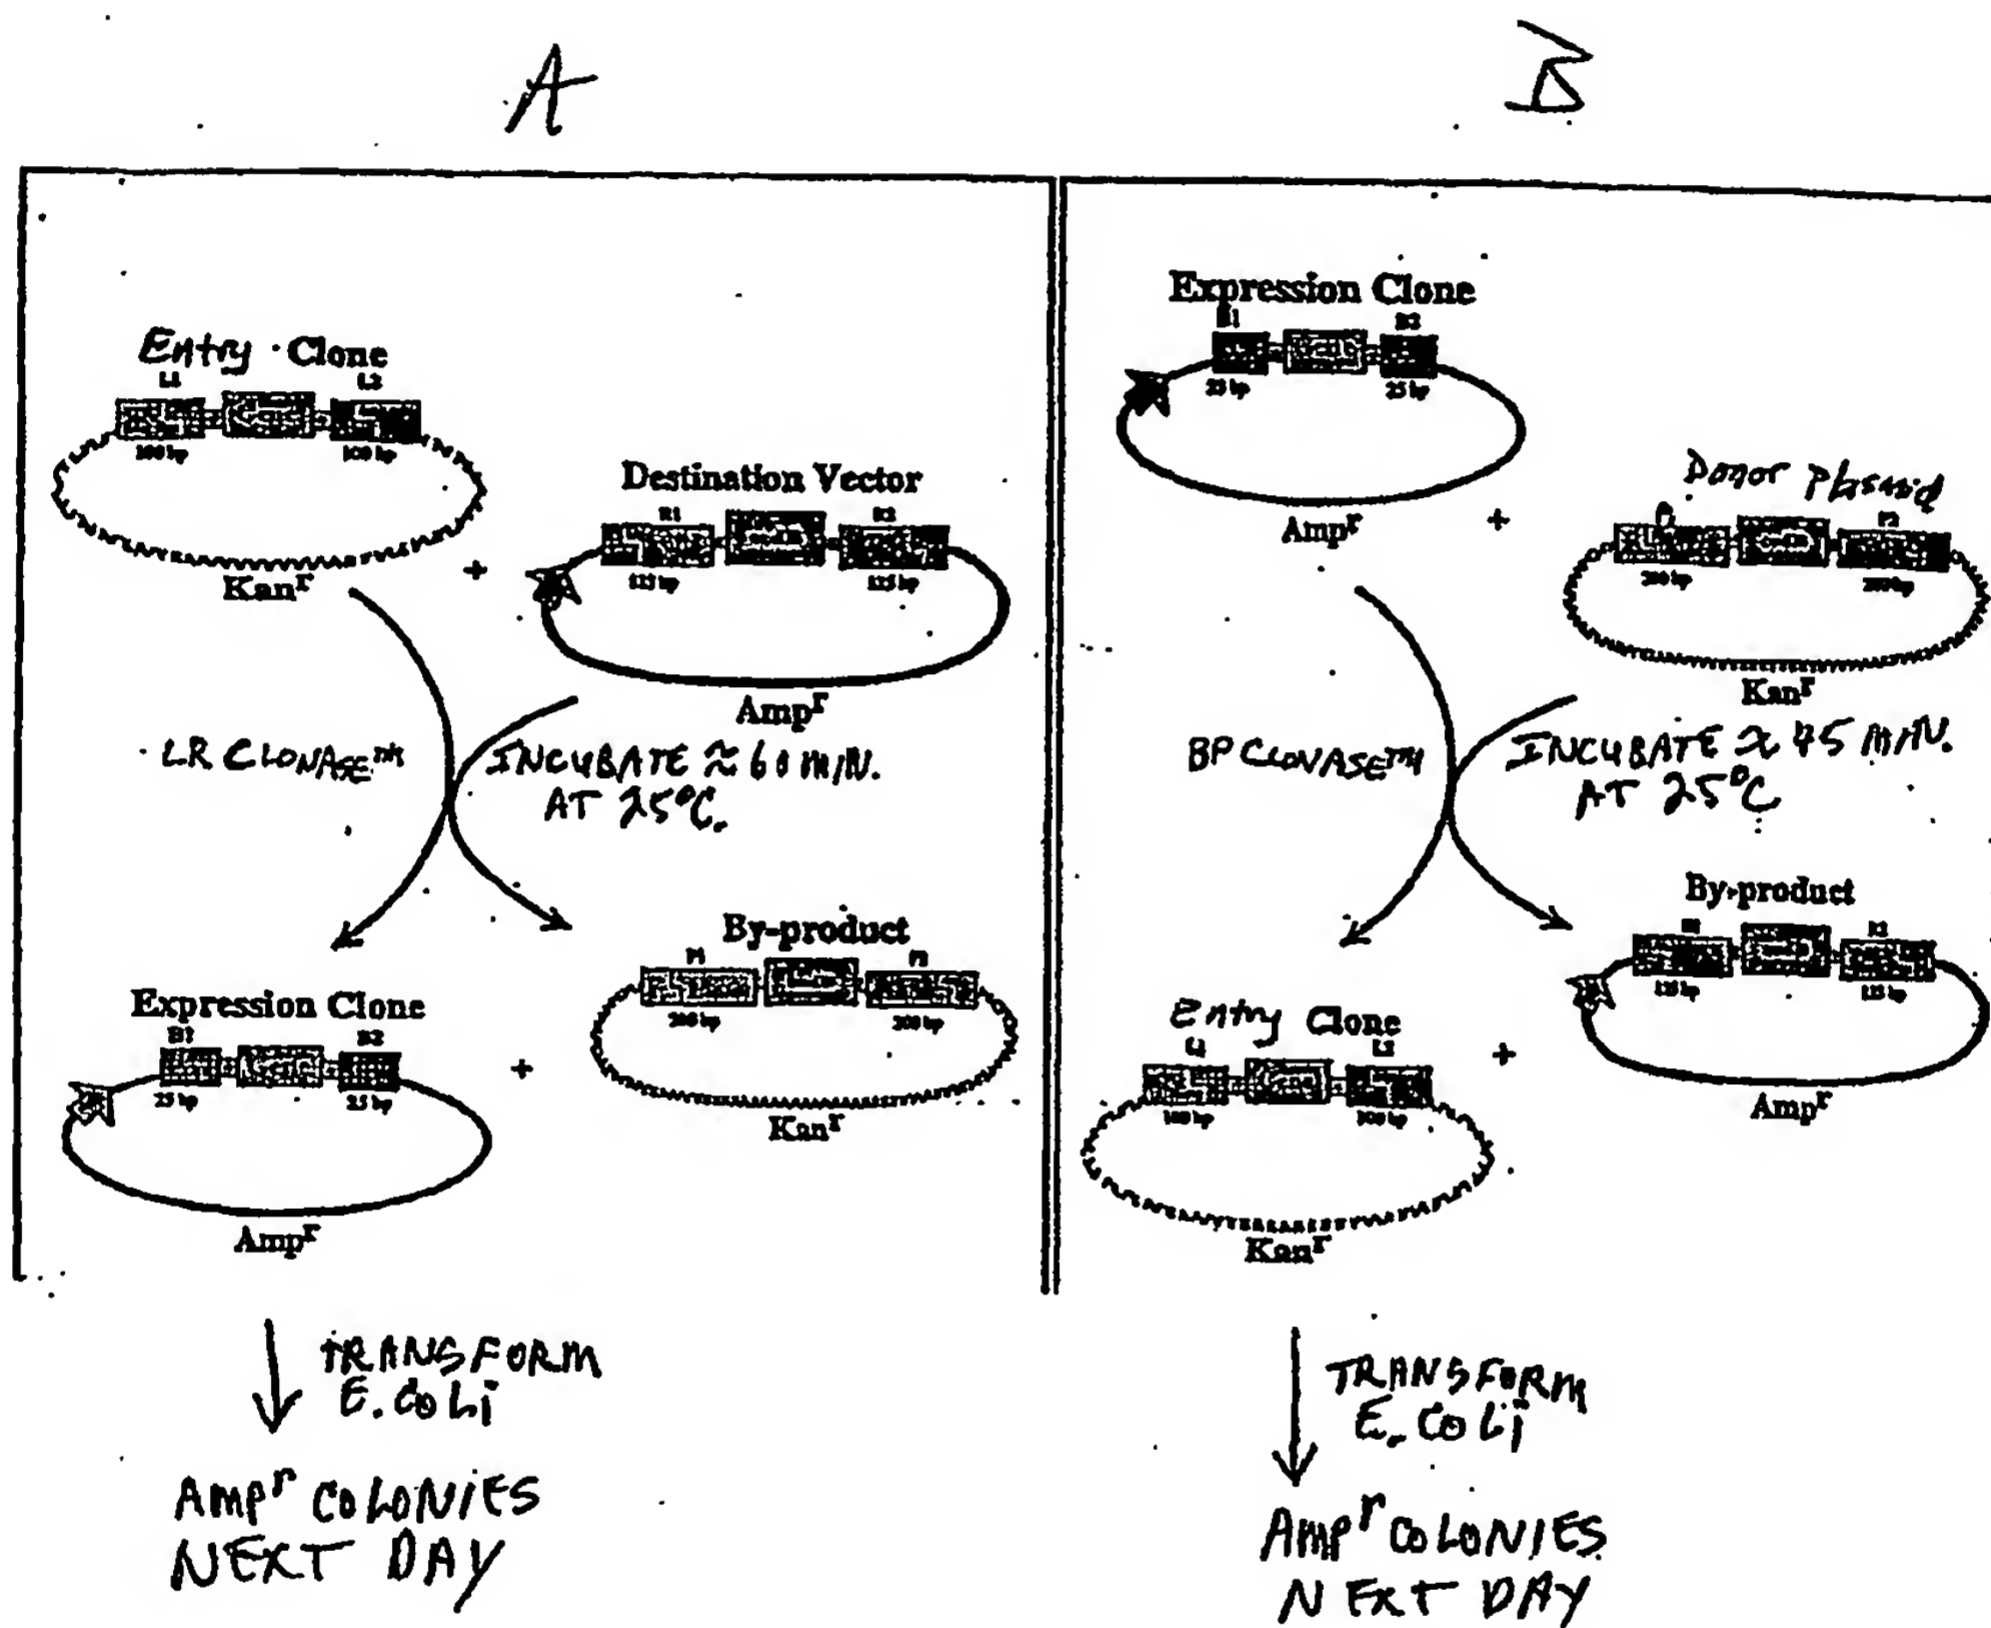 A
Entry Clone
L1
L2
Gene
100 bp
100 bp
Kanr
+
Destination Vector
R1
R2
125 bp
125 bp
Ampr
LR CLONASE™
INCUBATE ≈ 60 MIN.
AT 25°C.
Expression Clone
B1
B2
Gene
25 bp
25 bp
Ampr
+
By-product
P1
P2
200 bp
200 bp
Kanr
TRANSFORM
E. COLI
AMPr COLONIES
NEXT DAY
B
Expression Clone
B1
B2
Gene
25 bp
25 bp
Ampr
+
Donor Plasmid
P2
200 bp
200 bp
Kanr
BP CLONASE™
INCUBATE ≈ 45 MIN.
AT 25°C
Entry Clone
L1
L2
Gene
100 bp
100 bp
Kanr
+
By-product
R2
125 bp
125 bp
Ampr
TRANSFORM
E. COLI
AMPr COLONIES
NEXT DAY